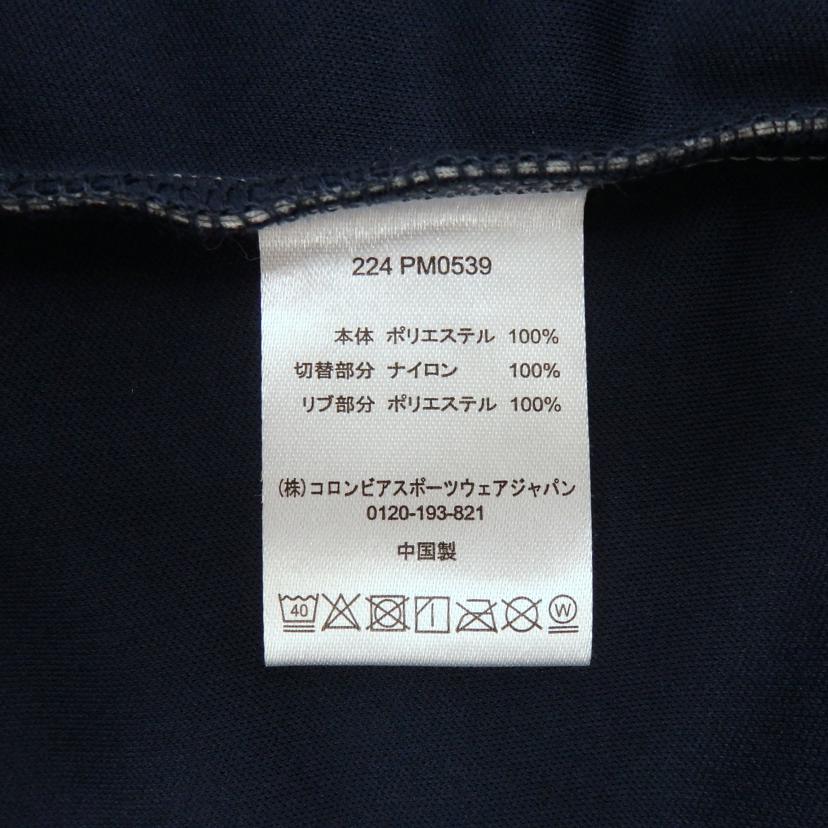 224 PM0539
本体 ポリエステル 100%
切替部分 ナイロン 100%
リブ部分 ポリエステル 100%
(株)コロンビアスポーツウェアジャパン
0120-193-821
中国製
40 W